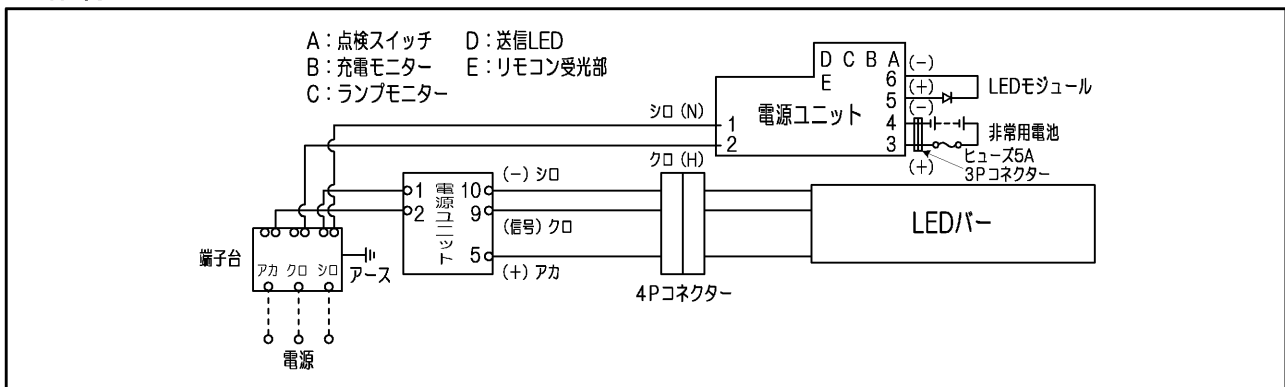 A：点検スイッチ　D：送信LED
B：充電モニター　E：リモコン受光部
C：ランプモニター
D C B A
E
(-)
6
(+)
5
(-)
LEDモジュール
シロ (N)
1
電源ユニット
4
非常用電池
2
3
ヒューズ5A
クロ (H)
(+)
3Pコネクター
(-) シロ
1
電源ユニット
10
2
9
(信号) クロ
5
(+) アカ
LEDバー
端子台
アカ クロ シロ
アース
4Pコネクター
電源